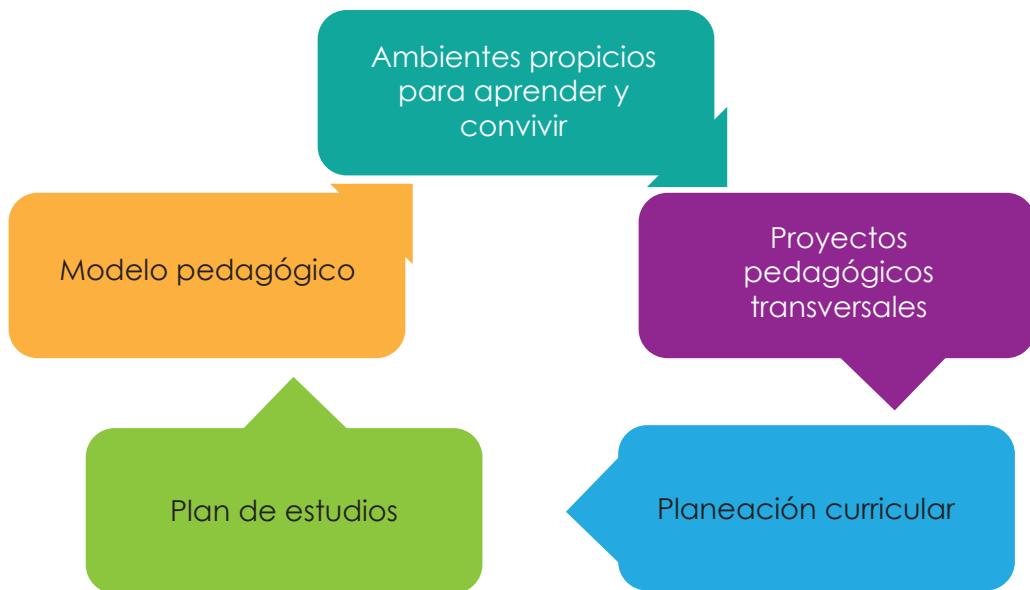 Ambientes propicios
para aprender y
convivir
Modelo pedagógico
Proyectos
pedagógicos
transversales
Plan de estudios
Planeación curricular